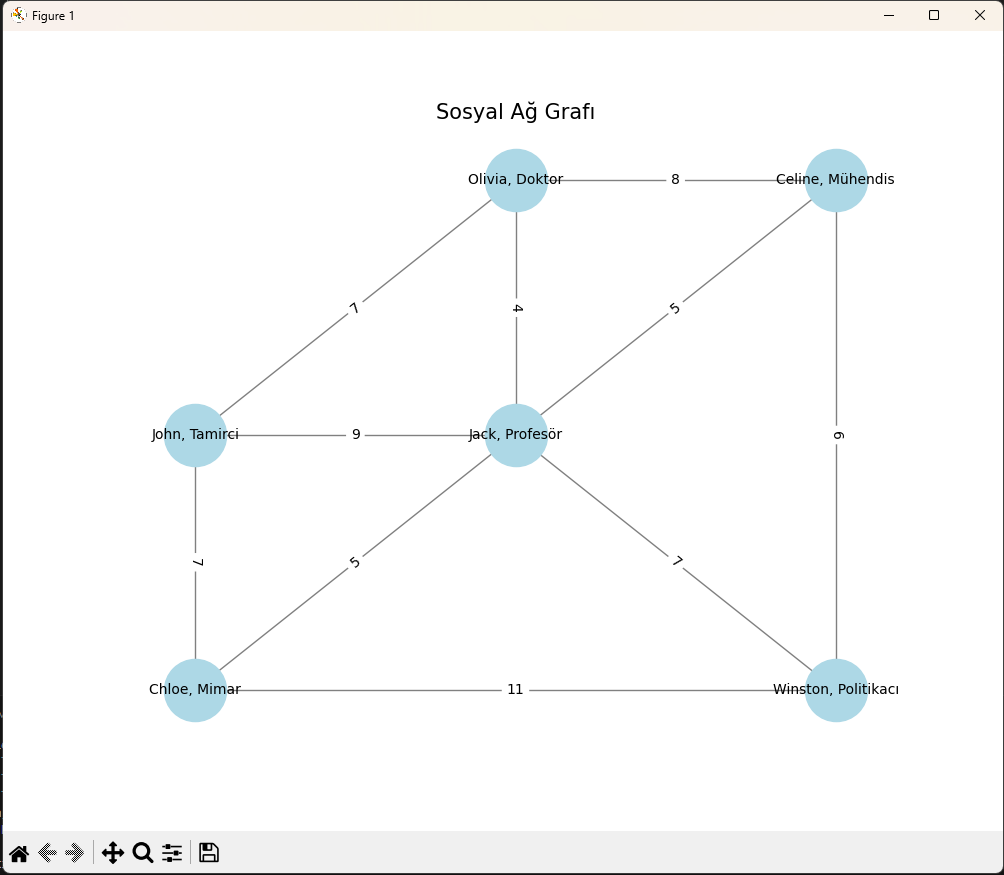 Figure 1
Sosyal Ağ Grafı
Olivia, Doktor
8
Celine, Mühendis
7
4
5
John, Tamirci
9
Jack, Profesör
6
7
5
7
Chloe, Mimar
11
Winston, Politikacı